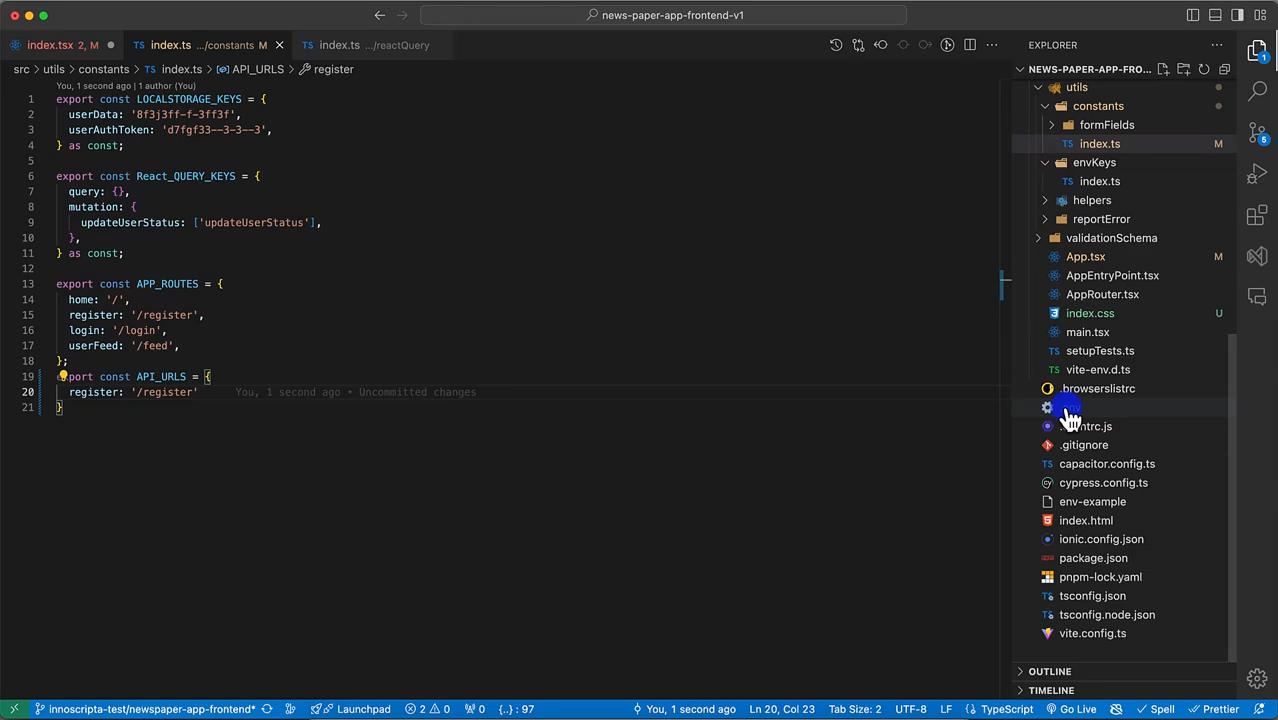 news-paper-app-frontend-v1
index.tsx 2, M
index.ts .../constants M
index.ts .../reactQuery
EXPLORER
src > utils > constants > TS index.ts > API_URLS > register
NEWS-PAPER-APP-FRO...
You, 1 second ago | 1 author (You)
1 export const LOCALSTORAGE_KEYS = {
2 userData: '8f3j3ff-f-3ff3f',
3 userAuthToken: 'd7fgf33--3-3--3',
4 } as const;
5
6 export const React_QUERY_KEYS = {
7 query: {},
8 mutation: {
9 updateUserStatus: ['updateUserStatus'],
10 },
11 } as const;
12
13 export const APP_ROUTES = {
14 home: '/',
15 register: '/register',
16 login: '/login',
17 userFeed: '/feed',
18 };
19 export const API_URLS = {
20 register: '/register' You, 1 second ago • Uncommitted changes
21 }
utils
constants
formFields
TS index.ts M
envKeys
TS index.ts
helpers
reportError
validationSchema
App.tsx M
AppEntryPoint.tsx
AppRouter.tsx
index.css U
main.tsx
TS setupTests.ts
TS vite-env.d.ts
.browserslistrc
.gitignore
TS capacitor.config.ts
cypress.config.ts
env-example
index.html
ionic.config.json
package.json
pnpm-lock.yaml
tsconfig.json
tsconfig.node.json
vite.config.ts
OUTLINE
TIMELINE
1
5
innoscripta-test/newspaper-app-frontend*
Launchpad
2
0
0
{..} : 97
You, 1 second ago
Ln 20, Col 23
Tab Size: 2
UTF-8
LF
{} TypeScript
Go Live
Spell
Prettier